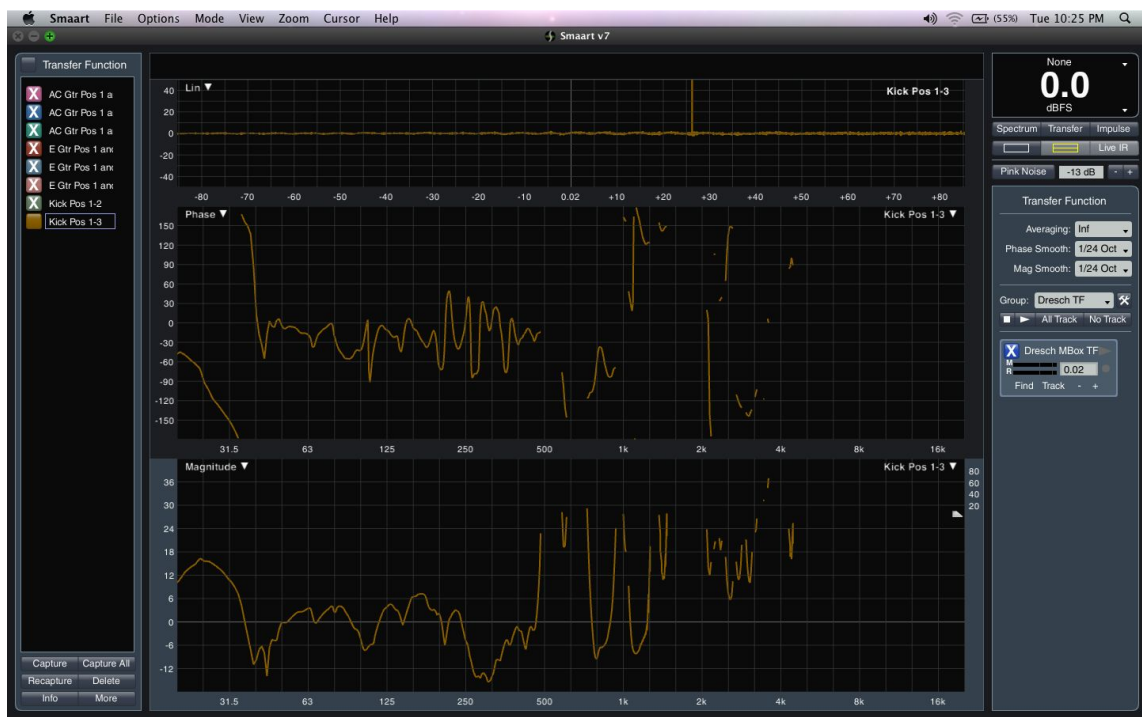 Smaart File Options Mode View Zoom Cursor Help (55%) Tue 10:25 PM
Smaart v7
Transfer Function
AC Gtr Pos 1 a
AC Gtr Pos 1 a
AC Gtr Pos 1 a
E Gtr Pos 1 and
E Gtr Pos 1 and
E Gtr Pos 1 and
Kick Pos 1-2
Kick Pos 1-3
Capture Capture All
Recapture Delete
Info More
Lin ▼ Kick Pos 1-3
40
20
0
-20
-40
-80 -70 -60 -50 -40 -30 -20 -10 0.02 +10 +20 +30 +40 +50 +60 +70 +80
Phase ▼ Kick Pos 1-3 ▼
150
120
90
60
30
0
-30
-60
-90
-120
-150
31.5 63 125 250 500 1k 2k 4k 8k 16k
Magnitude ▼ Kick Pos 1-3 ▼
36
30
24
18
12
6
0
-6
-12
80
60
40
20
31.5 63 125 250 500 1k 2k 4k 8k 16k
None
0.0
dBFS
Spectrum Transfer Impulse
Live IR
Pink Noise -13 dB - +
Transfer Function
Averaging: Inf
Phase Smooth: 1/24 Oct
Mag Smooth: 1/24 Oct
Group: Dresch TF
All Track No Track
X Dresch MBox TF
M
R 0.02
Find Track - +